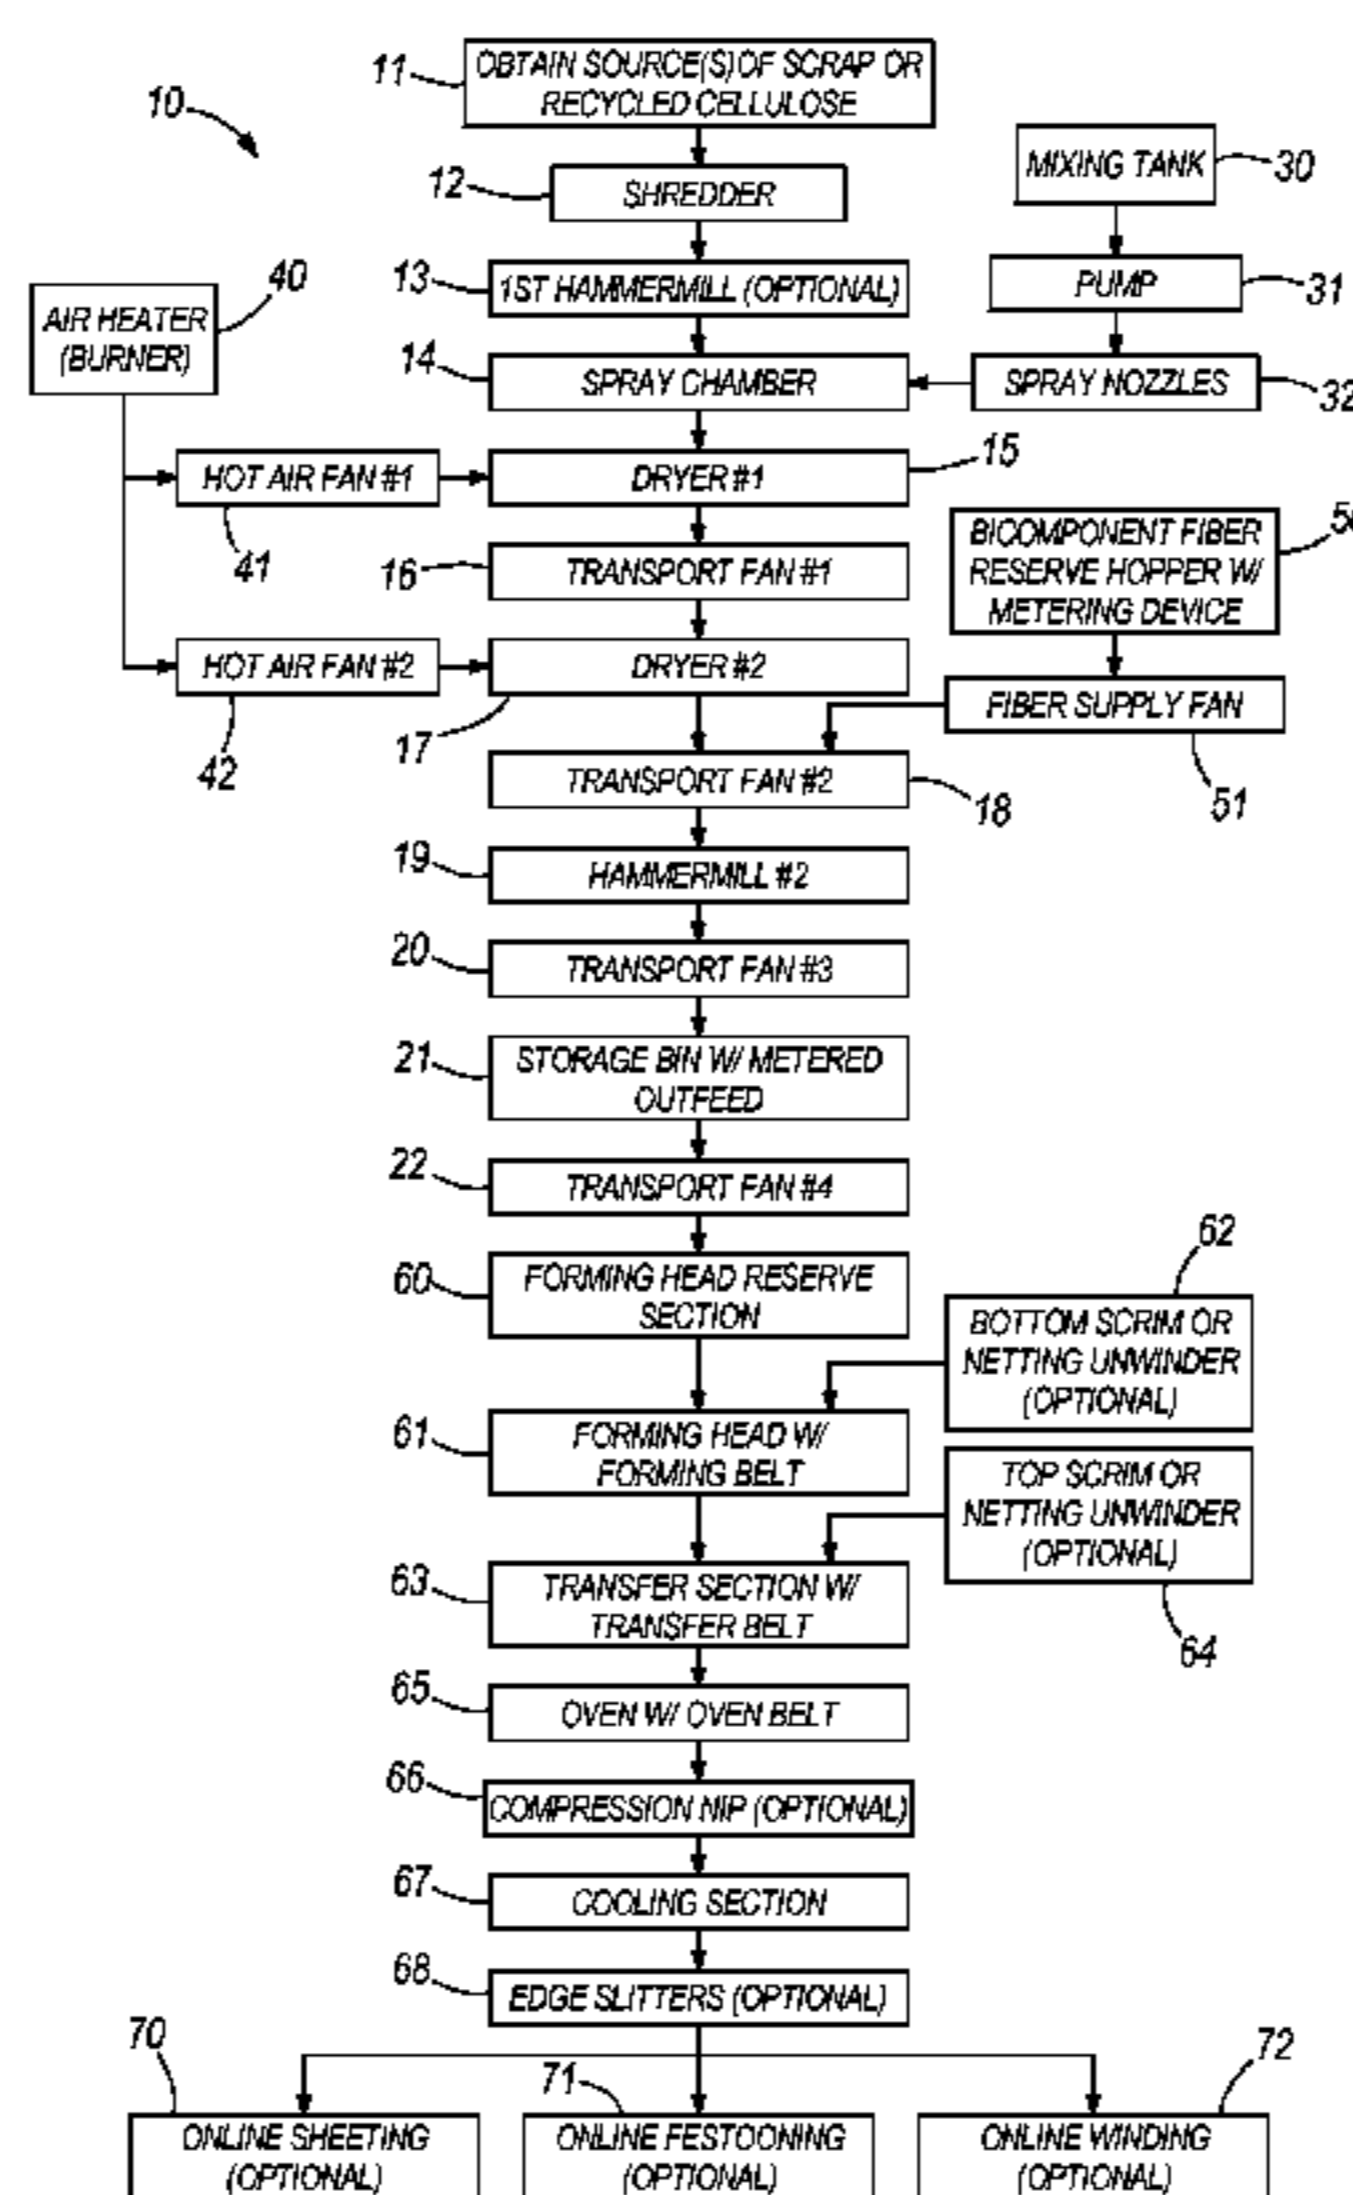 11
OBTAIN SOURCE(S)OF SCRAP OR
RECYCLED CELLULOSE
10
12
SHREDDER
MIXING TANK
30
13
1ST HAMMERMILL (OPTIONAL)
PUMP
31
40
AIR HEATER
(BURNER)
14
SPRAY CHAMBER
SPRAY NOZZLES
32
HOT AIR FAN #1
41
DRYER #1
15
16
TRANSPORT FAN #1
BICOMPONENT FIBER
RESERVE HOPPER W/
METERING DEVICE
HOT AIR FAN #2
42
DRYER #2
17
FIBER SUPPLY FAN
51
TRANSPORT FAN #2
18
19
HAMMERMILL #2
20
TRANSPORT FAN #3
21
STORAGE BIN W/ METERED
OUTFEED
22
TRANSPORT FAN #4
60
FORMING HEAD RESERVE
SECTION
62
BOTTOM SCRIM OR
NETTING UNWINDER
(OPTIONAL)
61
FORMING HEAD W/
FORMING BELT
TOP SCRIM OR
NETTING UNWINDER
(OPTIONAL)
64
63
TRANSFER SECTION W/
TRANSFER BELT
65
OVEN W/ OVEN BELT
66
COMPRESSION NIP (OPTIONAL)
67
COOLING SECTION
68
EDGE SLITTERS (OPTIONAL)
70
ONLINE SHEETING
(OPTIONAL)
71
ONLINE FESTOONING
(OPTIONAL)
72
ONLINE WINDING
(OPTIONAL)